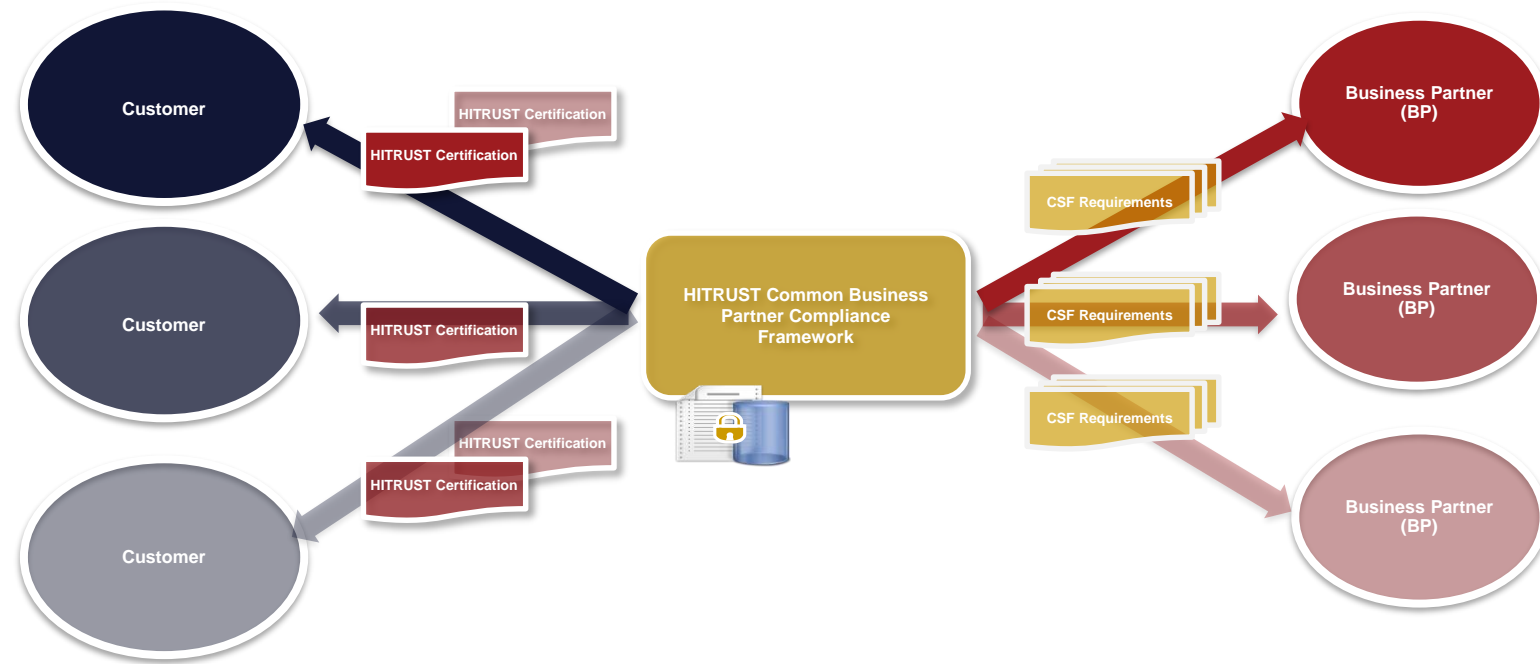 Customer
HITRUST Certification
HITRUST Certification
Business Partner
(BP)
CSF Requirements
Customer
HITRUST Certification
HITRUST Common Business
Partner Compliance
Framework
CSF Requirements
Business Partner
(BP)
Customer
HITRUST Certification
HITRUST Certification
CSF Requirements
Business Partner
(BP)